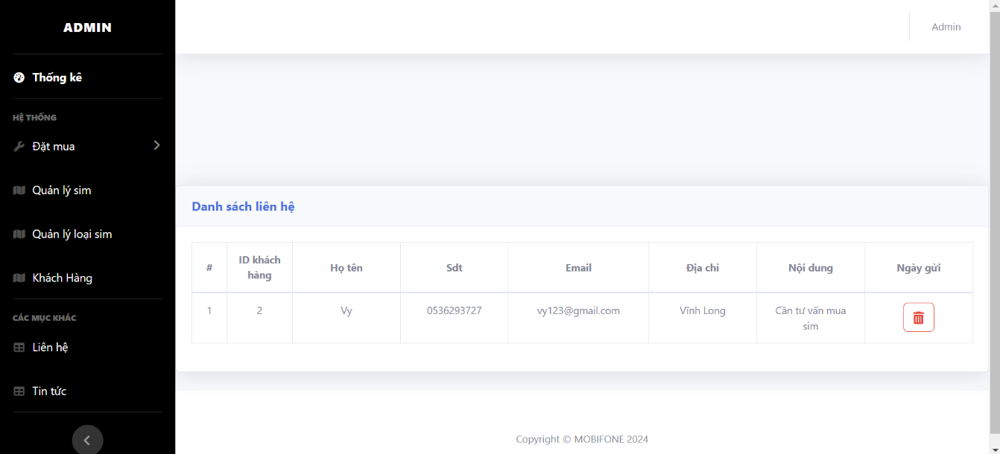 ADMIN
Admin
Thống kê
HỆ THỐNG
Đặt mua
Quản lý sim
Quản lý loại sim
Khách Hàng
CÁC MỤC KHÁC
Liên hệ
Tin tức
Danh sách liên hệ
# ID khách hàng Họ tên Sdt Email Địa chỉ Nội dung Ngày gửi
1 2 Vy 0536293727 vy123@gmail.com Vĩnh Long Cần tư vấn mua sim
Copyright © MOBIFONE 2024